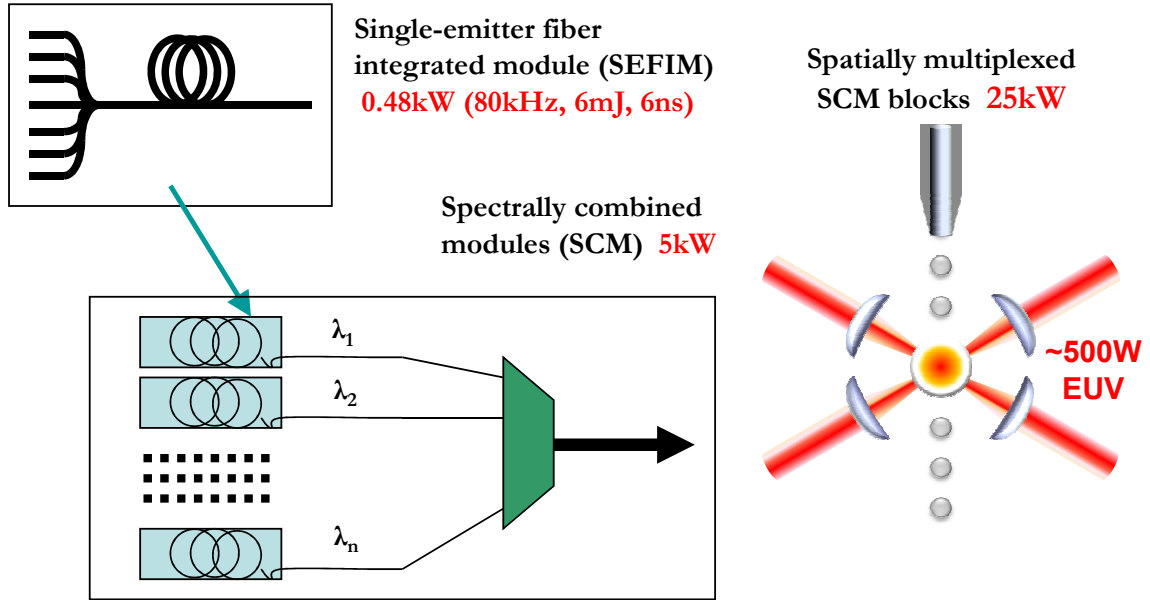 Single-emitter fiber
integrated module (SEFIM)
0.48kW (80kHz, 6mJ, 6ns)
Spatially multiplexed
SCM blocks 25kW
Spectrally combined
modules (SCM) 5kW
λ1
λ2
λn
~500W
EUV